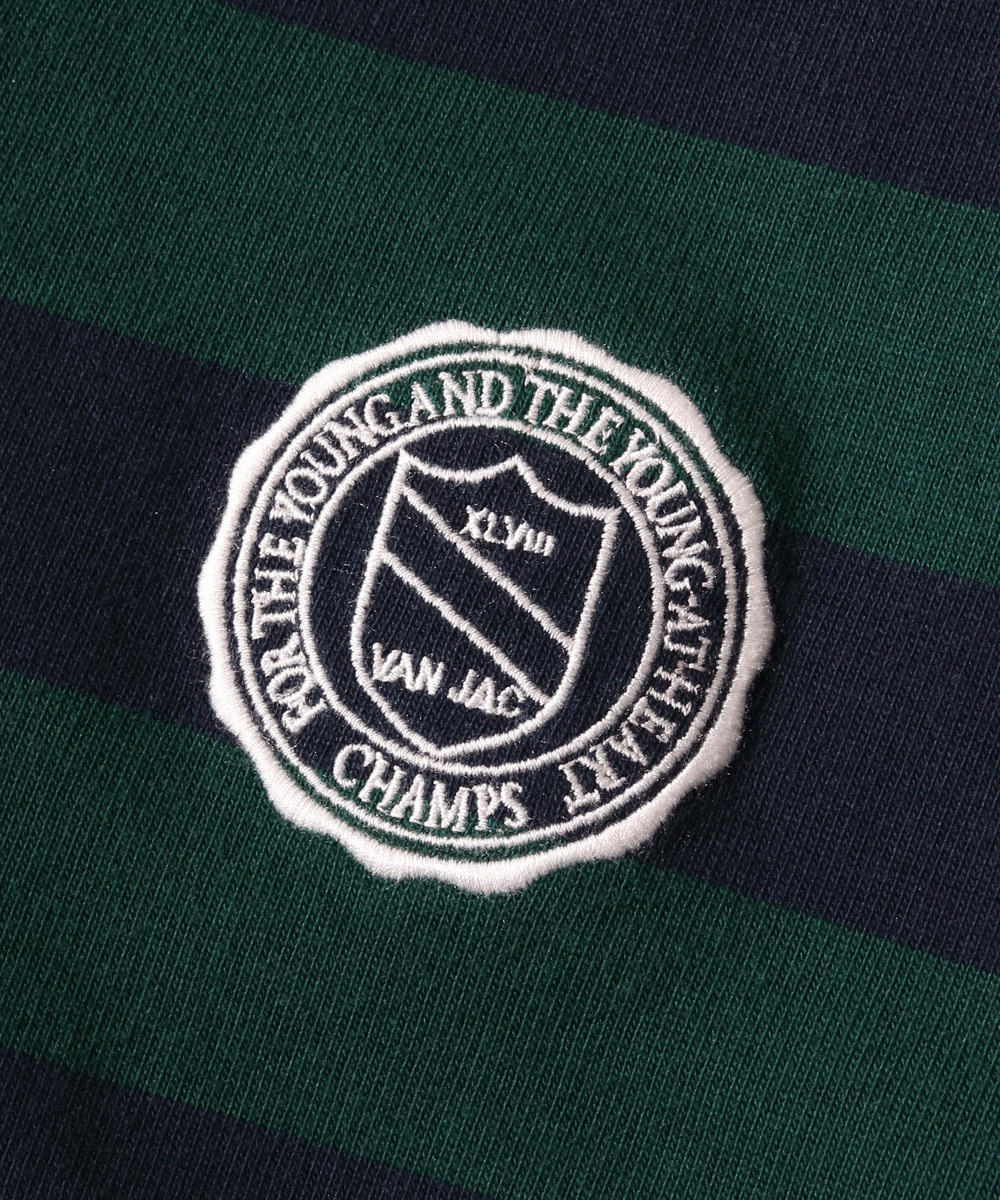 FOR THE YOUNG AND THE YOUNG-AT-HEART
XLVIII
VAN JAC
CHAMPS